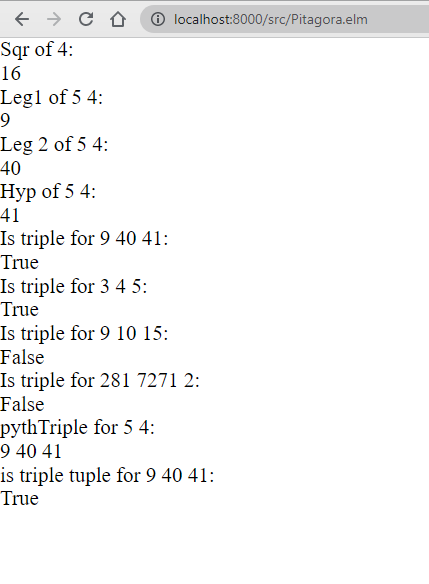 localhost:8000/src/Pitagora.elm
Sqr of 4:
16
Leg1 of 5 4:
9
Leg 2 of 5 4:
40
Hyp of 5 4:
41
Is triple for 9 40 41:
True
Is triple for 3 4 5:
True
Is triple for 9 10 15:
False
Is triple for 281 7271 2:
False
pythTriple for 5 4:
9 40 41
is triple tuple for 9 40 41:
True